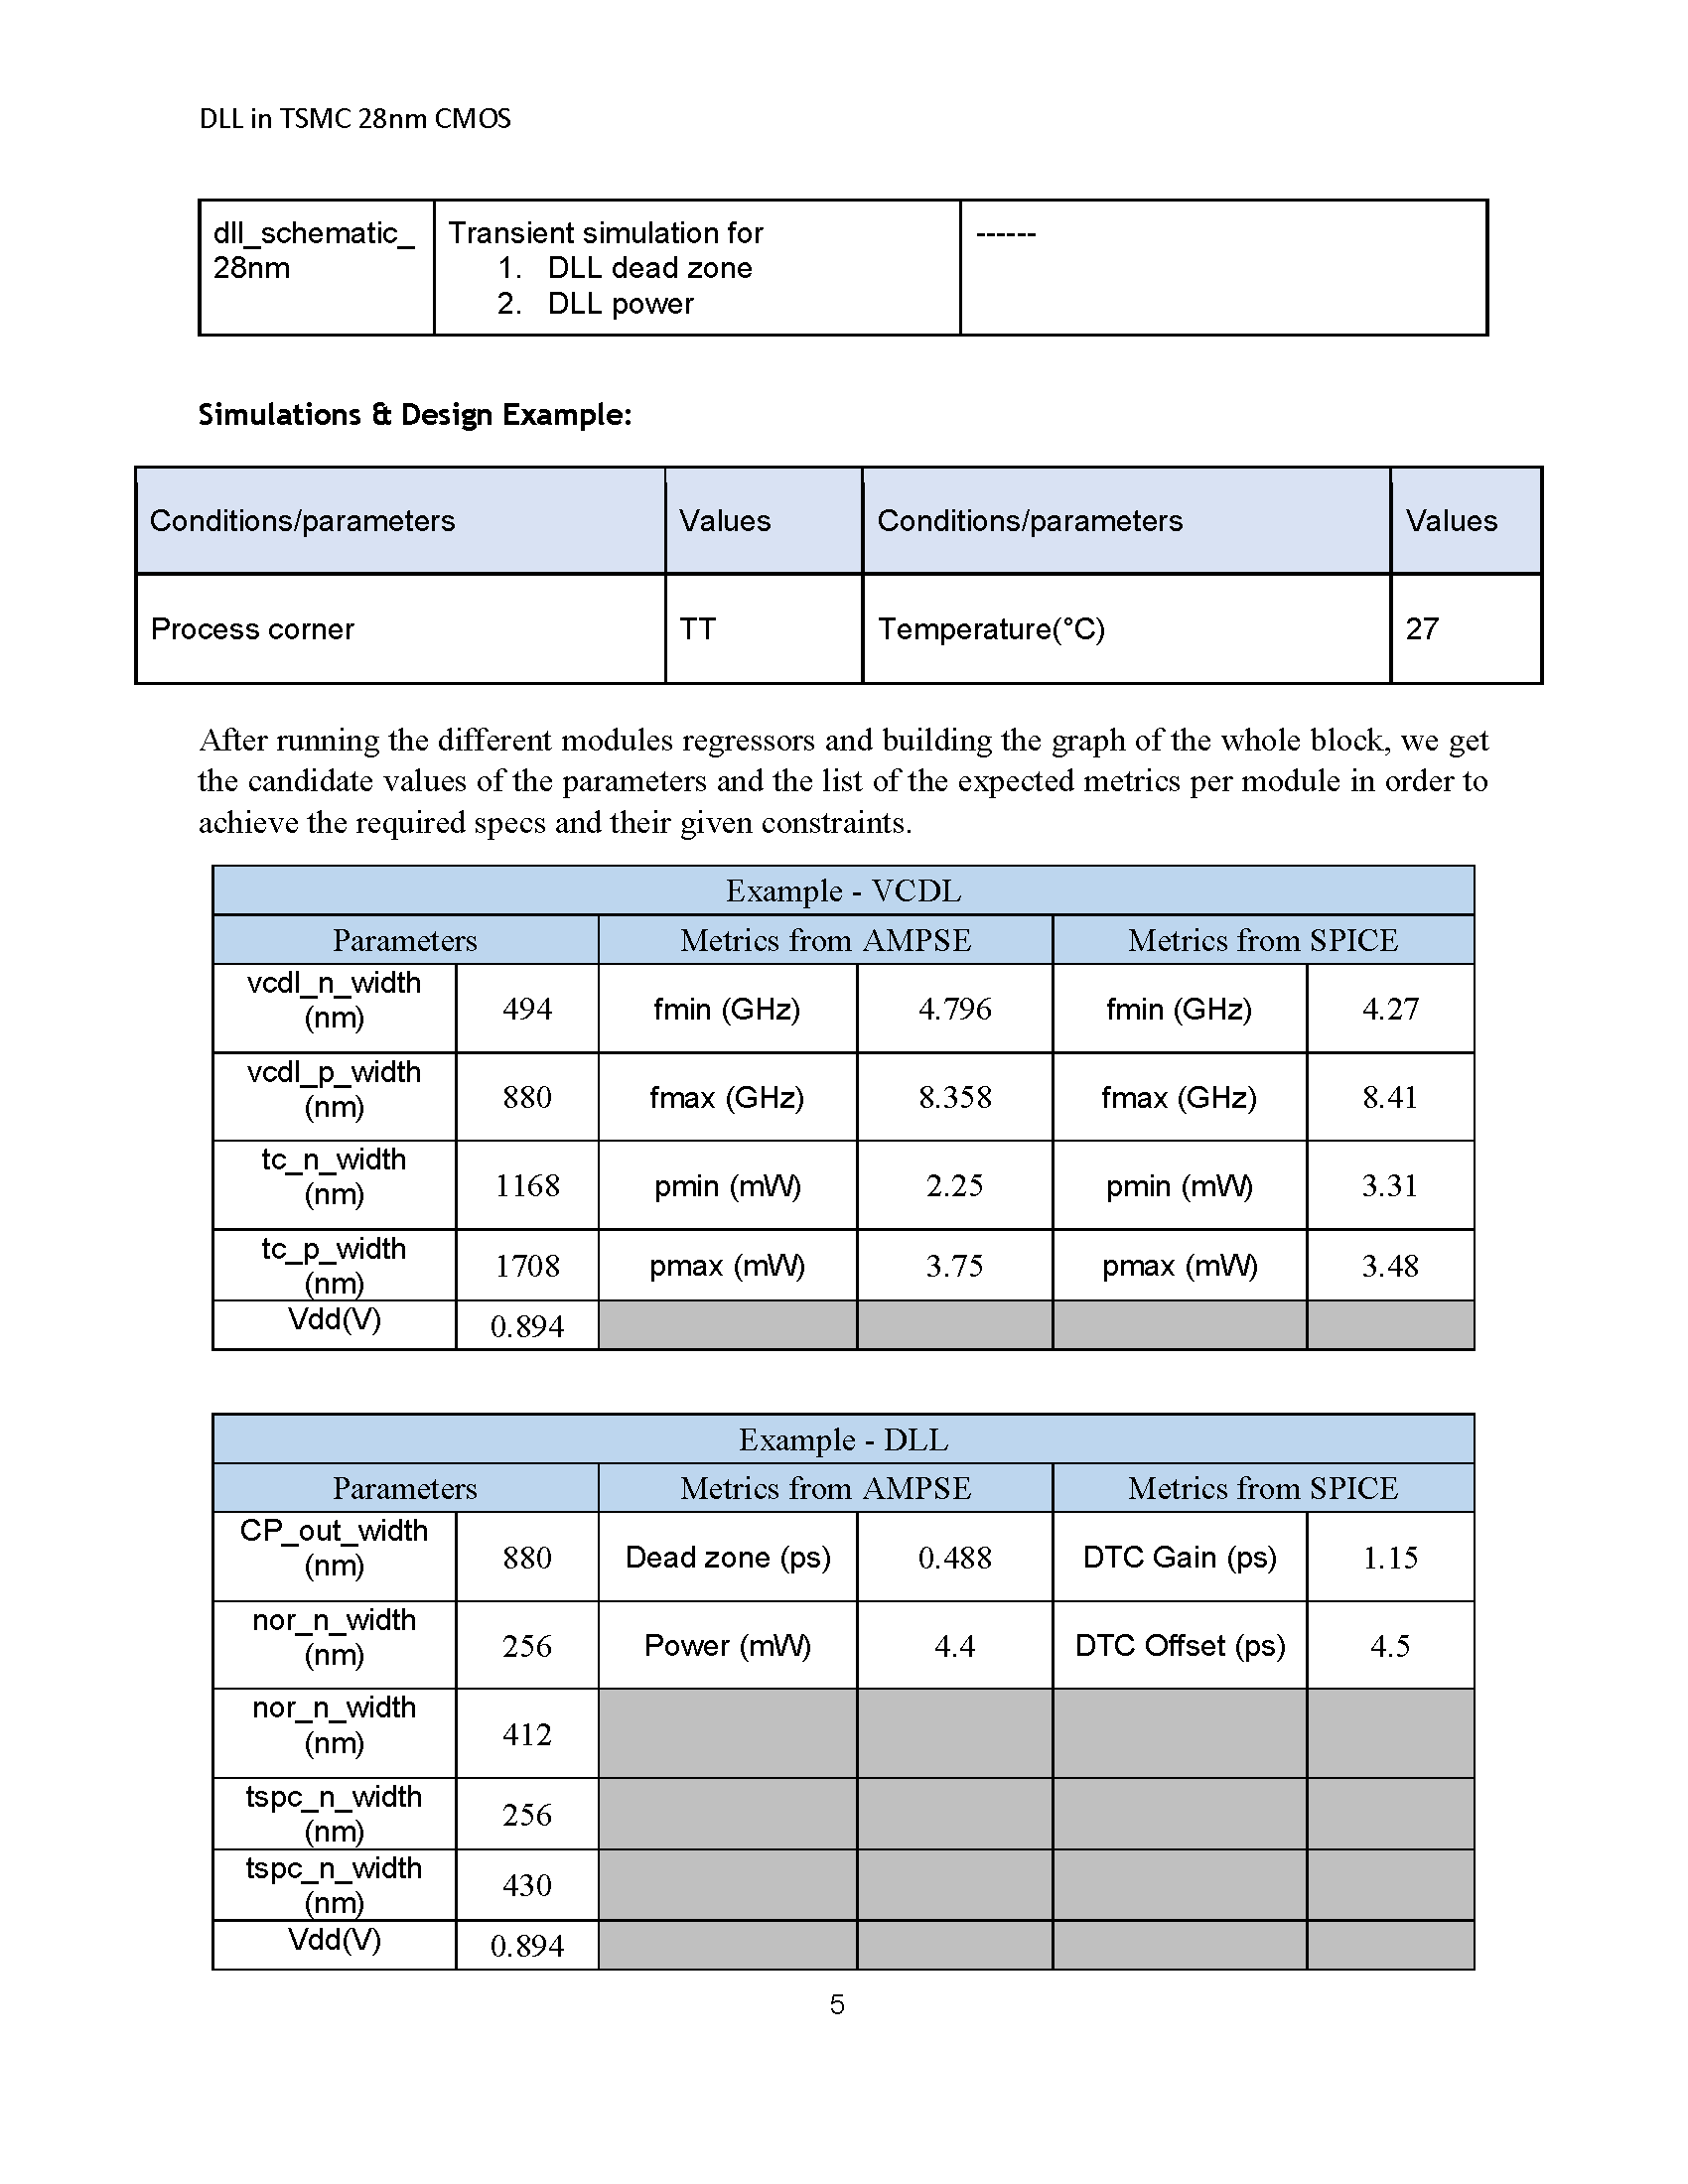 DLL in TSMC 28nm CMOS
dll_schematic_
28nm
Transient simulation for
1. DLL dead zone
2. DLL power
------
Simulations & Design Example:
Conditions/parameters Values Conditions/parameters Values
Process corner TT Temperature(°C) 27
After running the different modules regressors and building the graph of the whole block, we get
the candidate values of the parameters and the list of the expected metrics per module in order to
achieve the required specs and their given constraints.
Example - VCDL
Parameters Metrics from AMPSE Metrics from SPICE
vcdl_n_width
(nm) 494 fmin (GHz) 4.796 fmin (GHz) 4.27
vcdl_p_width
(nm) 880 fmax (GHz) 8.358 fmax (GHz) 8.41
tc_n_width
(nm) 1168 pmin (mW) 2.25 pmin (mW) 3.31
tc_p_width
(nm) 1708 pmax (mW) 3.75 pmax (mW) 3.48
Vdd(V) 0.894
Example - DLL
Parameters Metrics from AMPSE Metrics from SPICE
CP_out_width
(nm) 880 Dead zone (ps) 0.488 DTC Gain (ps) 1.15
nor_n_width
(nm) 256 Power (mW) 4.4 DTC Offset (ps) 4.5
nor_n_width
(nm) 412
tspc_n_width
(nm) 256
tspc_n_width
(nm) 430
Vdd(V) 0.894
5